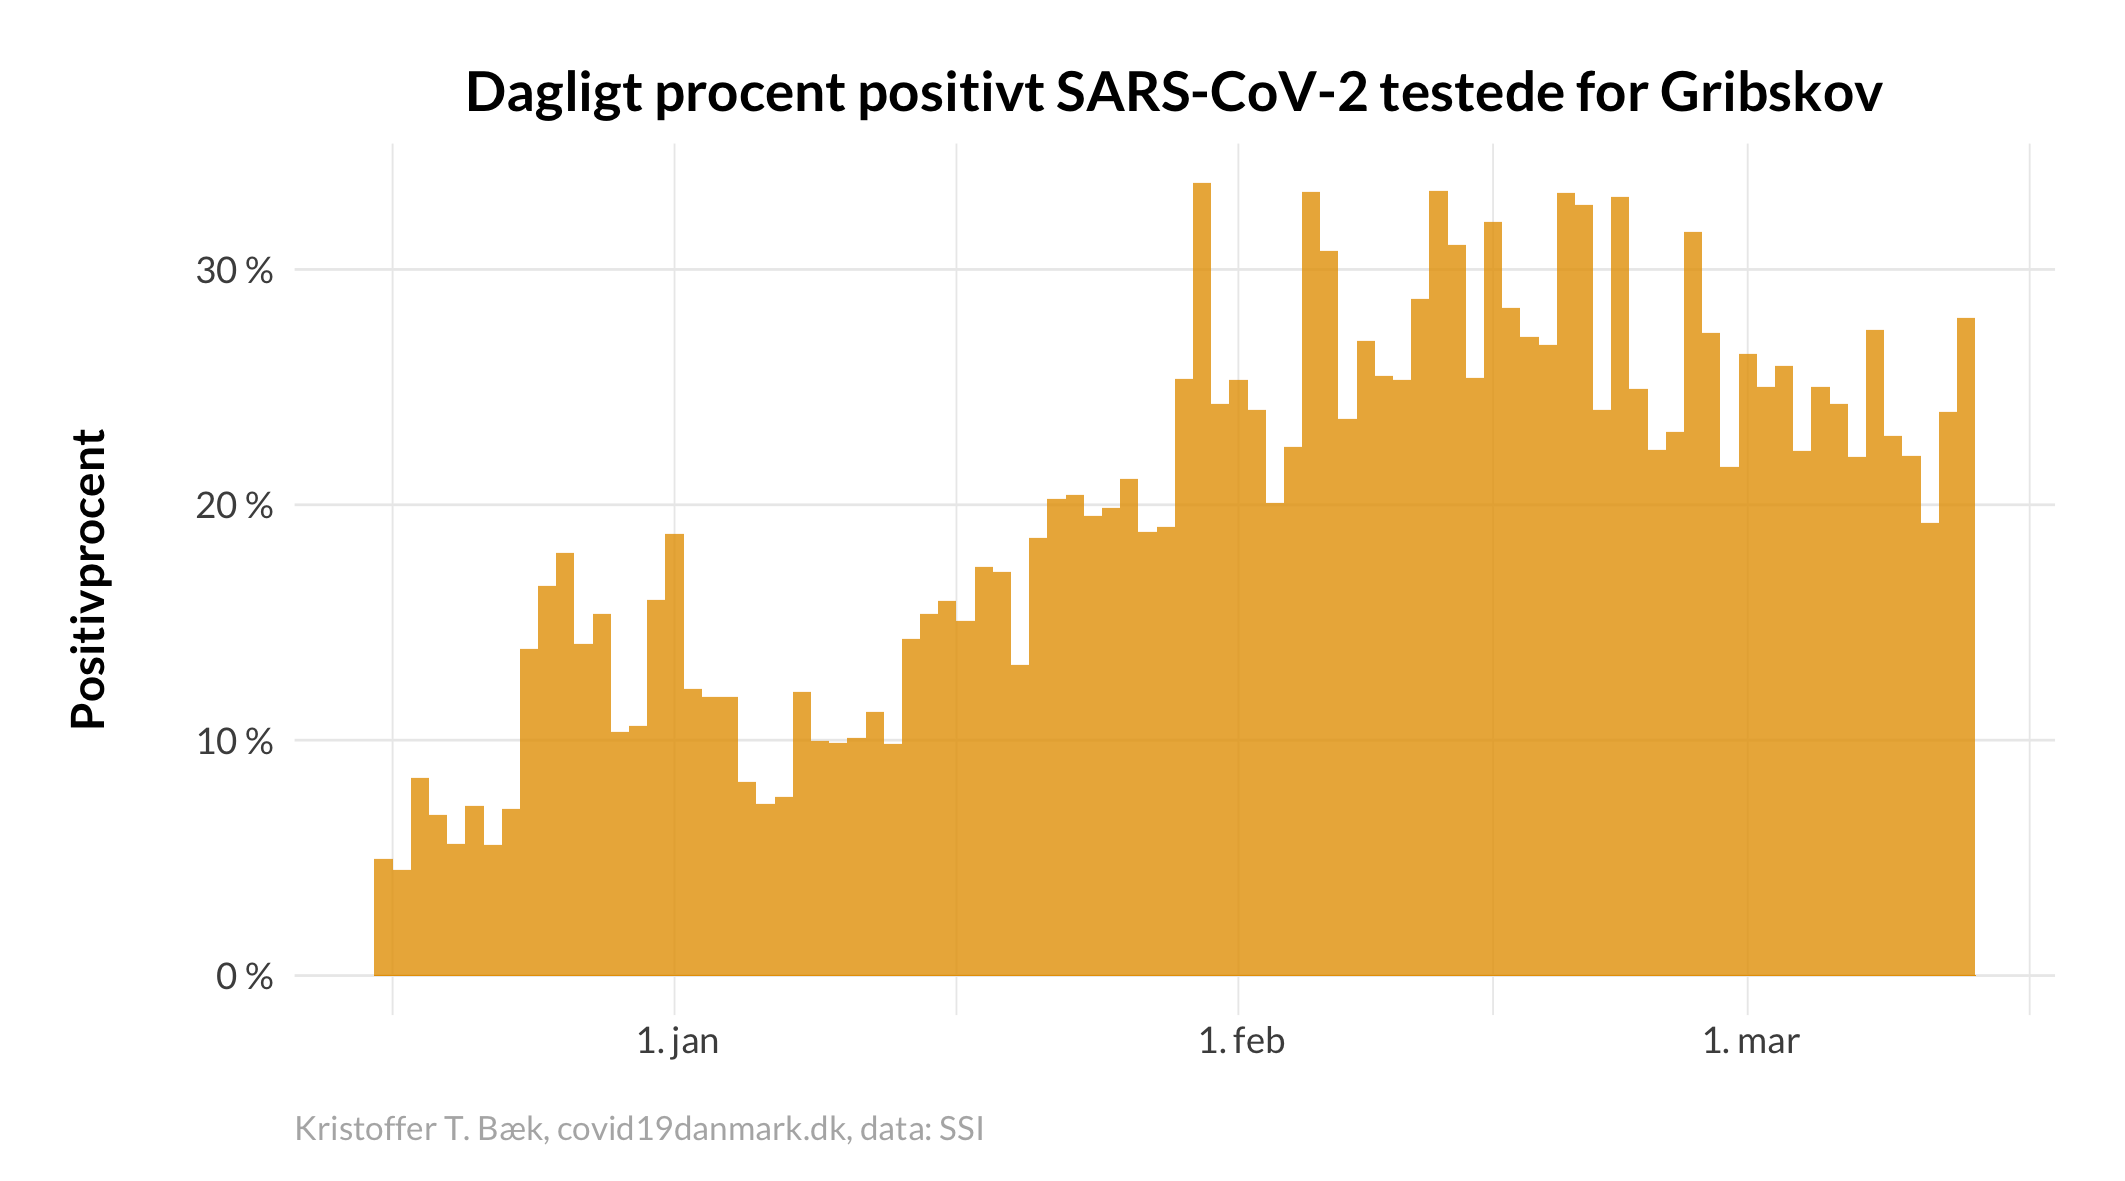 Dagligt procent positivt SARS-CoV-2 testede for Gribskov
Positivprocent
30 %
20 %
10 %
0 %
1. jan
1. feb
1. mar
Kristoffer T. Bæk, covid19danmark.dk, data: SSI